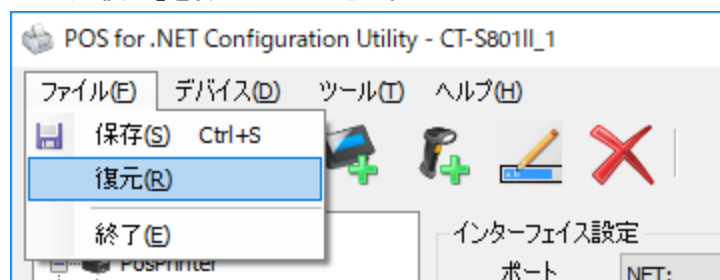 POS for .NET Configuration Utility - CT-S801II_1
ファイル(F) デバイス(D) ツール(T) ヘルプ(H)
保存(S) Ctrl+S
復元(R)
終了(E)
インターフェイス設定
PosPrinter
ポート NET: